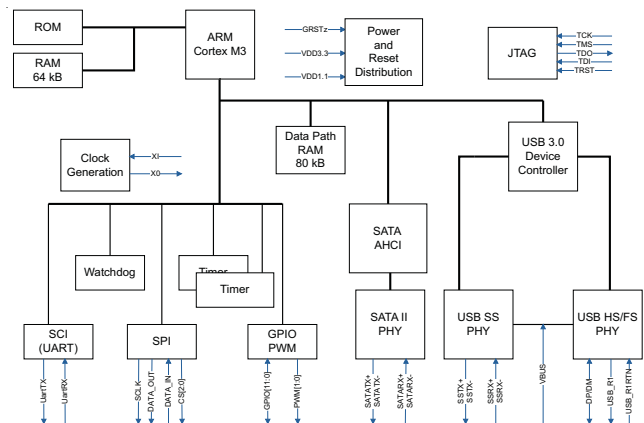 ROM
RAM
64 kB
ARM
Cortex M3
GRSTz
VDD3.3
VDD1.1
Power
and
Reset
Distribution
JTAG
TCK
TMS
TDO
TDI
TRST
Clock
Generation
XI
X0
Data Path
RAM
80 kB
USB 3.0
Device
Controller
Watchdog
Timer
Timer
SATA
AHCI
SCI
(UART)
SPI
GPIO
PWM
SATA II
PHY
USB SS
PHY
USB HS/FS
PHY
UartTX
UartRX
SCLK
DATA_OUT
DATA_IN
CS[2:0]
GPIO[11:0]
PWM[1:0]
SATATX+
SATATX-
SATARX+
SATARX-
SSTX+
SSTX-
SSRX+
SSRX-
VBUS
DP/DM
USB_R1
USB_R1RTN